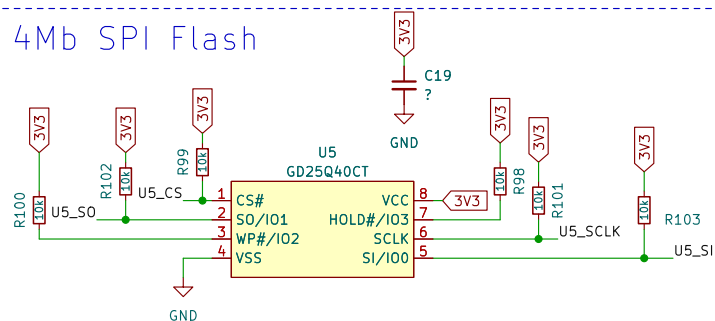 4Mb SPI Flash
3V3
C19
?
GND
3V3
3V3
3V3
3V3
3V3
3V3
R100
10k
R102
10k
R99
10k
U5
GD25Q40CT
R98
10k
R101
10k
R103
10k
U5_CS
1
CS#
VCC
8
3V3
U5_SO
2
SO/IO1
HOLD#/IO3
7
3
WP#/IO2
SCLK
6
U5_SCLK
4
VSS
SI/IO0
5
U5_SI
GND